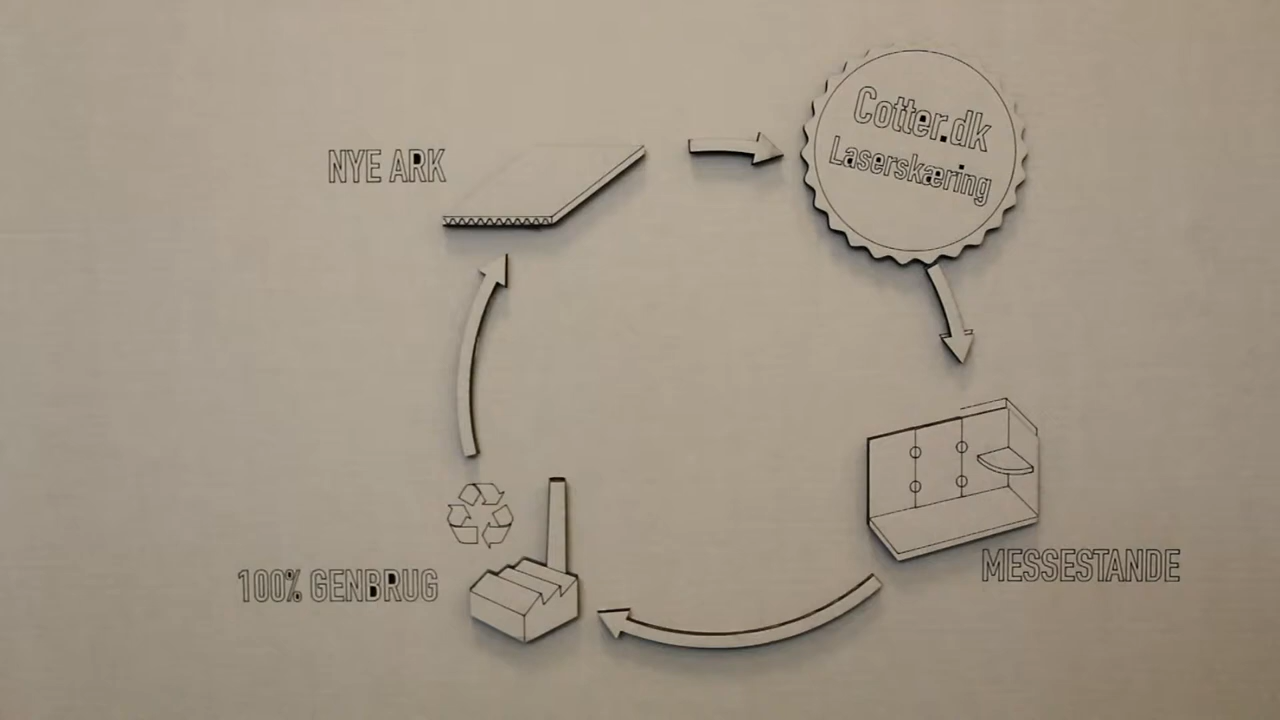 NYE ARK
Cotter.dk
Laserskæring
MESSESTANDE
100% GENBRUG